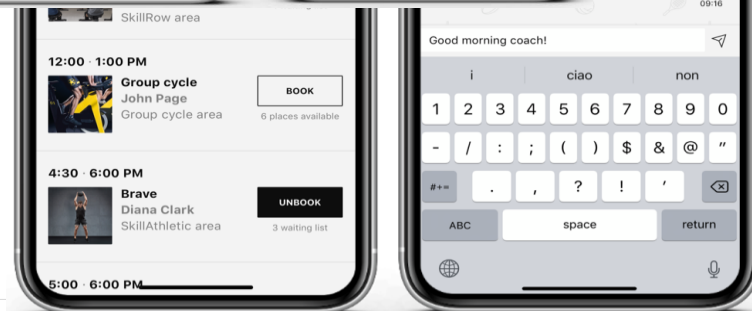 SkillRow area
12:00 · 1:00 PM
Group cycle
John Page
Group cycle area
BOOK
6 places available
4:30 · 6:00 PM
Brave
Diana Clark
SkillAthletic area
UNBOOK
3 waiting list
5:00 · 6:00 PM
09:16
Good morning coach!
i ciao non
1 2 3 4 5 6 7 8 9 0
- / : ; ( ) $ & @ "
#+= . , ? ! '
ABC space return